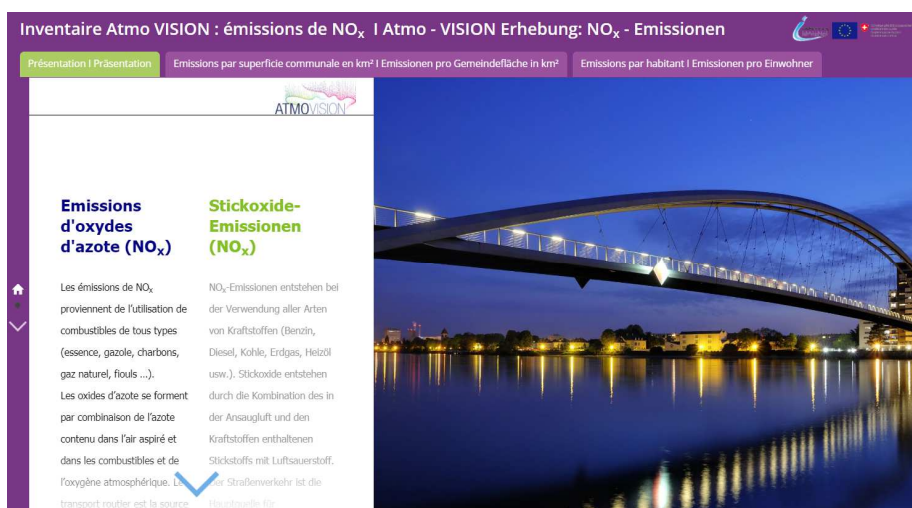 Inventaire Atmo VISION : émissions de NOx I Atmo - VISION Erhebung: NOx - Emissionen
Présentation I Präsentation
Emissions par superficie communale en km² I Emissionen pro Gemeindefläche in km²
Emissions par habitant I Emissionen pro Einwohner
ATMOVISION
Emissions
d'oxydes
d'azote (NOx)
Les émissions de NOx
proviennent de l'utilisation de
combustibles de tous types
(essence, gazole, charbons,
gaz naturel, fiouls ...).
Les oxides d'azote se forment
par combinaison de l'azote
contenu dans l'air aspiré et
dans les combustibles et de
l'oxygène atmosphérique. Le
transport routier est la source
Stickoxide-
Emissionen
(NOx)
NOx-Emissionen entstehen bei
der Verwendung aller Arten
von Kraftstoffen (Benzin,
Diesel, Kohle, Erdgas, Heizöl
usw.). Stickoxide entstehen
durch die Kombination des in
der Ansaugluft und den
Kraftstoffen enthaltenen
Stickstoffs mit Luftsauerstoff.
Der Straßenverkehr ist die
Hauptquelle für